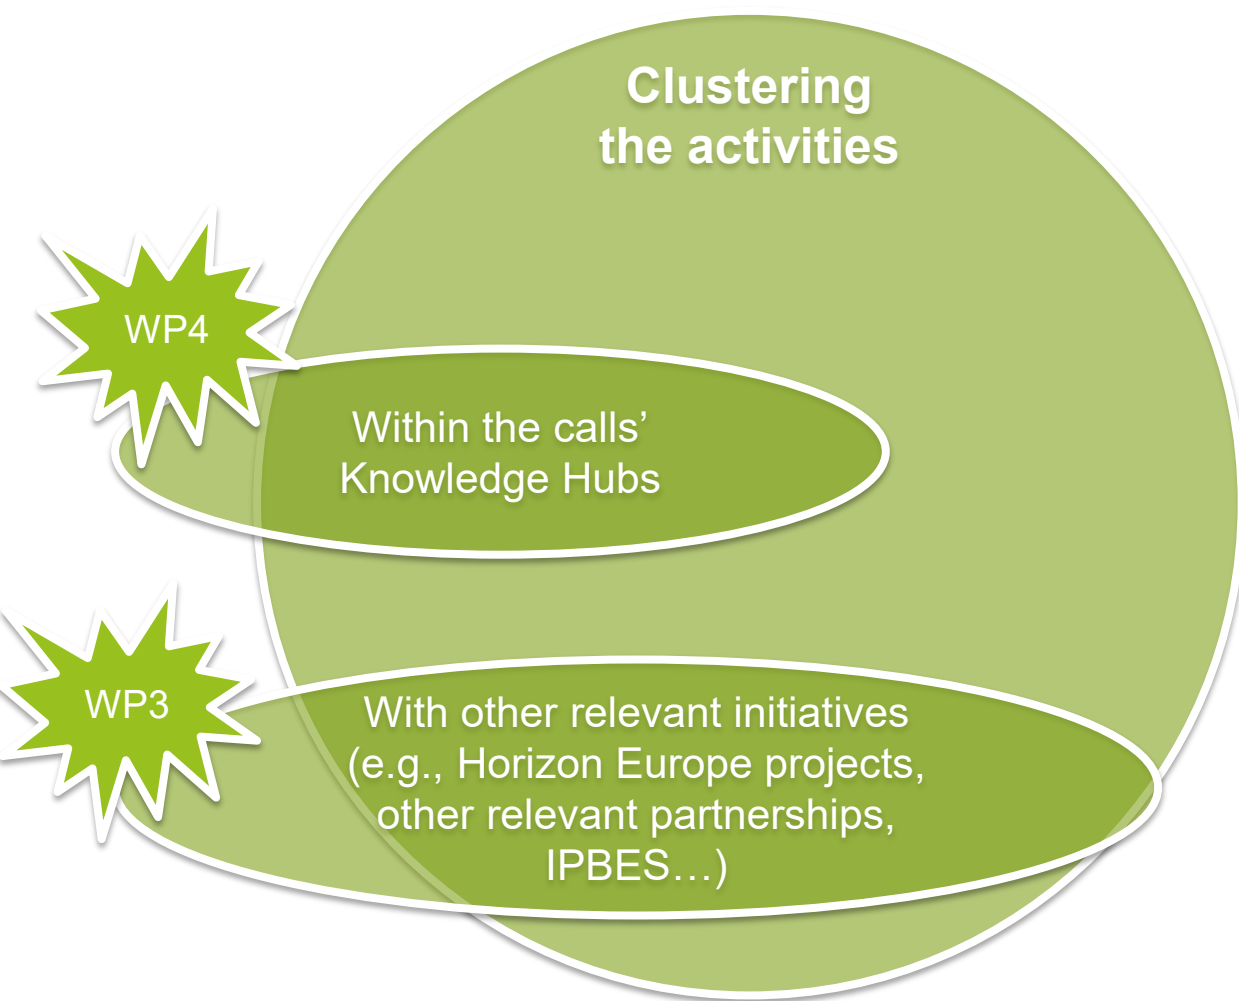 Clustering
the activities
WP4
Within the calls’
Knowledge Hubs
WP3
With other relevant initiatives
(e.g., Horizon Europe projects,
other relevant partnerships,
IPBES…)